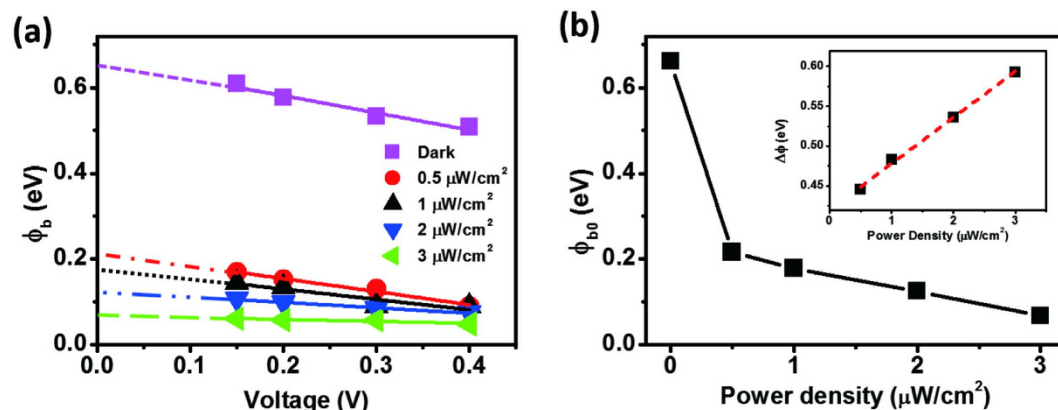 (a)
0.6
0.4
0.2
0.0
ϕb (eV)
Dark
0.5 μW/cm²
1 μW/cm²
2 μW/cm²
3 μW/cm²
0.0 0.1 0.2 0.3 0.4
Voltage (V)
(b)
0.6
0.4
0.2
0.0
ϕb0 (eV)
0.60
0.55
0.50
0.45
Δϕ (eV)
0 1 2 3
Power Density (μW/cm²)
0 1 2 3
Power density (μW/cm²)